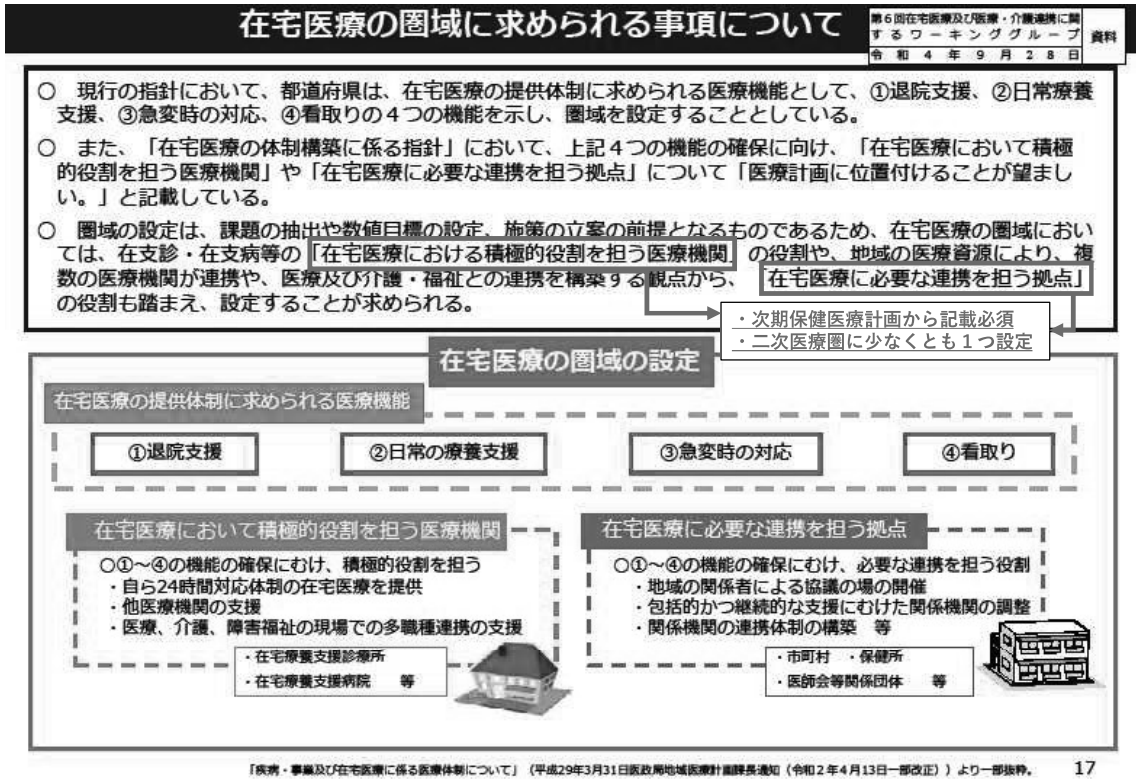 在宅医療の圏域に求められる事項について
第6回在宅医療及び医療・介護連携に関
するワーキンググループ
令和4年9月28日
資料
○ 現行の指針において、都道府県は、在宅医療の提供体制に求められる医療機能として、①退院支援、②日常療養
支援、③急変時の対応、④看取りの４つの機能を示し、圏域を設定することとしている。
○ また、「在宅医療の体制構築に係る指針」において、上記４つの機能の確保に向け、「在宅医療において積極
的役割を担う医療機関」や「在宅医療に必要な連携を担う拠点」について「医療計画に位置付けることが望まし
い。」と記載している。
○ 圏域の設定は、課題の抽出や数値目標の設定、施策の立案の前提となるものであるため、在宅医療の圏域におい
ては、在支診・在支病等の「在宅医療における積極的役割を担う医療機関」の役割や、地域の医療資源により、複
数の医療機関が連携や、医療及び介護・福祉との連携を構築する観点から、「在宅医療に必要な連携を担う拠点」
の役割も踏まえ、設定することが求められる。
・次期保健医療計画から記載必須
・二次医療圏に少なくとも１つ設定
在宅医療の圏域の設定
在宅医療の提供体制に求められる医療機能
①退院支援
②日常の療養支援
③急変時の対応
④看取り
在宅医療において積極的役割を担う医療機関
○①～④の機能の確保にむけ、積極的役割を担う
・自ら24時間対応体制の在宅医療を提供
・他医療機関の支援
・医療、介護、障害福祉の現場での多職種連携の支援
・在宅療養支援診療所
・在宅療養支援病院 等
在宅医療に必要な連携を担う拠点
○①～④の機能の確保にむけ、必要な連携を担う役割
・地域の関係者による協議の場の開催
・包括的かつ継続的な支援にむけた関係機関の調整
・関係機関の連携体制の構築 等
・市町村 ・保健所
・医師会等関係団体 等
「疾病・事業及び在宅医療に係る医療体制について」（平成29年3月31日医政局地域医療計画課長通知（令和２年４月13日一部改正））より一部抜粋。
17